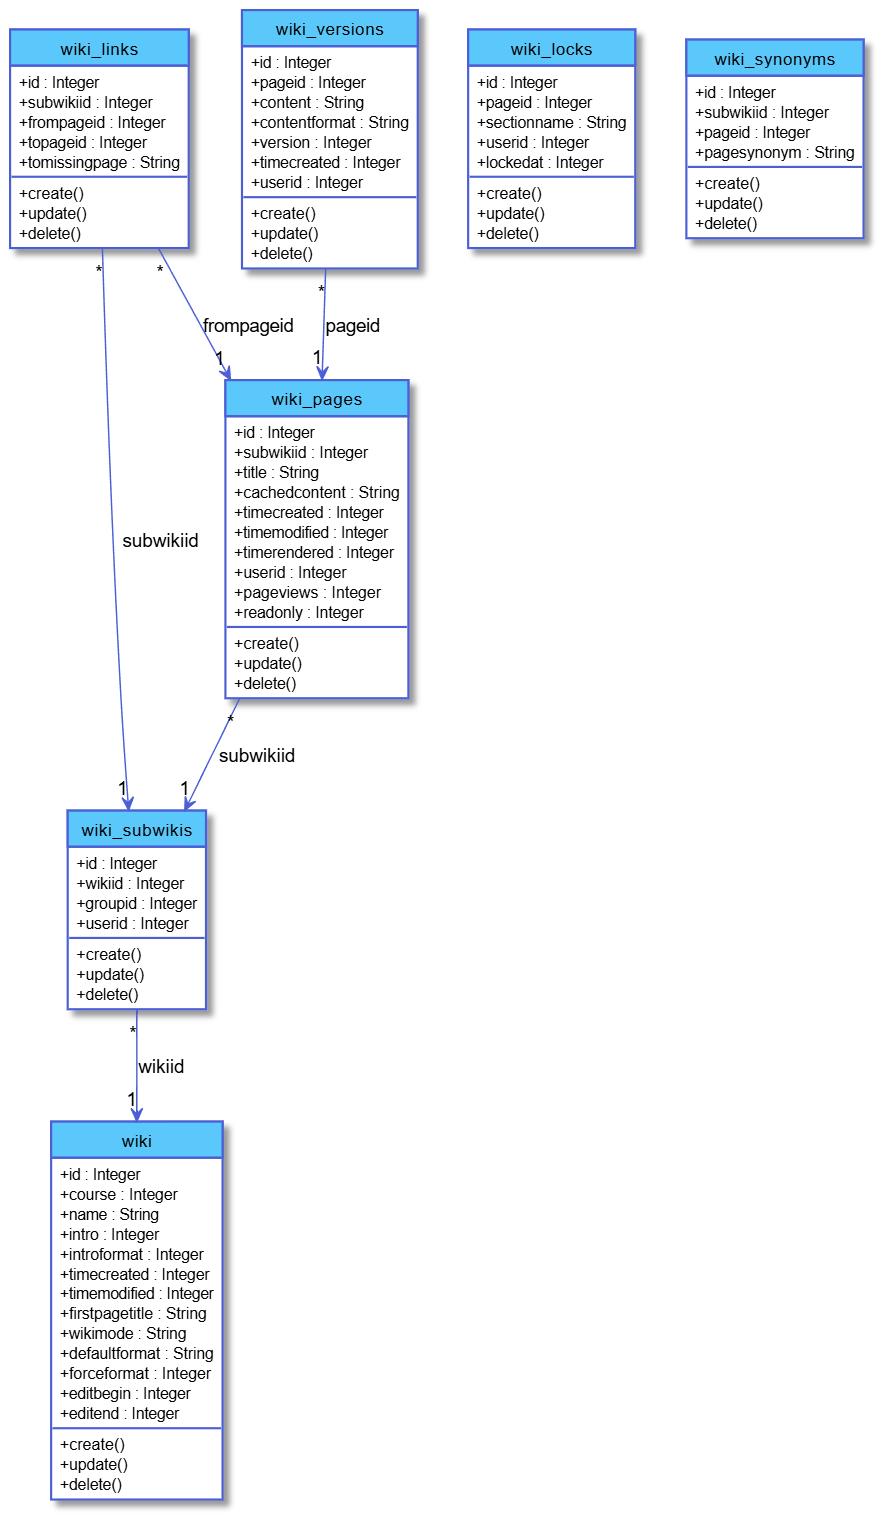 wiki_links
+id : Integer
+subwikiid : Integer
+frompageid : Integer
+topageid : Integer
+tomissingpage : String
+create()
+update()
+delete()
wiki_versions
+id : Integer
+pageid : Integer
+content : String
+contentformat : String
+version : Integer
+timecreated : Integer
+userid : Integer
+create()
+update()
+delete()
wiki_locks
+id : Integer
+pageid : Integer
+sectionname : String
+userid : Integer
+lockedat : Integer
+create()
+update()
+delete()
wiki_synonyms
+id : Integer
+subwikiid : Integer
+pageid : Integer
+pagesynonym : String
+create()
+update()
+delete()
*
*
*
frompageid
pageid
1
1
wiki_pages
+id : Integer
+subwikiid : Integer
+title : String
+cachedcontent : String
+timecreated : Integer
+timemodified : Integer
+timerendered : Integer
+userid : Integer
+pageviews : Integer
+readonly : Integer
+create()
+update()
+delete()
subwikiid
*
subwikiid
1
1
wiki_subwikis
+id : Integer
+wikiid : Integer
+groupid : Integer
+userid : Integer
+create()
+update()
+delete()
*
wikiid
1
wiki
+id : Integer
+course : Integer
+name : String
+intro : Integer
+introformat : Integer
+timecreated : Integer
+timemodified : Integer
+firstpagetitle : String
+wikimode : String
+defaultformat : String
+forceformat : Integer
+editbegin : Integer
+editend : Integer
+create()
+update()
+delete()